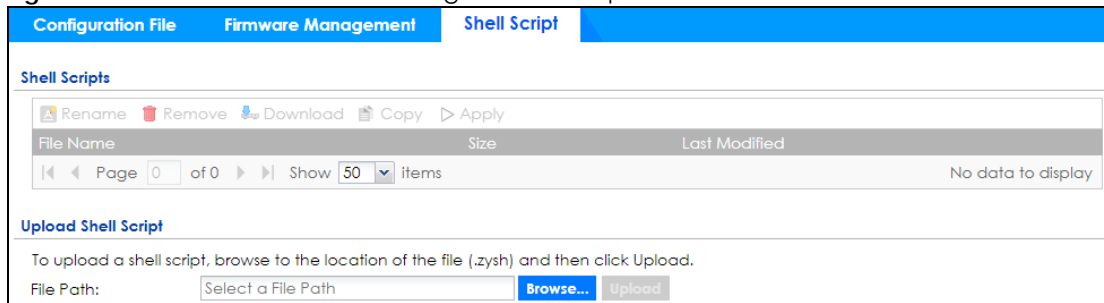 Configuration File Firmware Management Shell Script
Shell Scripts
Rename Remove Download Copy Apply
File Name Size Last Modified
Page 0 of 0 Show 50 items No data to display
Upload Shell Script
To upload a shell script, browse to the location of the file (.zysh) and then click Upload.
File Path: Select a File Path Browse... Upload